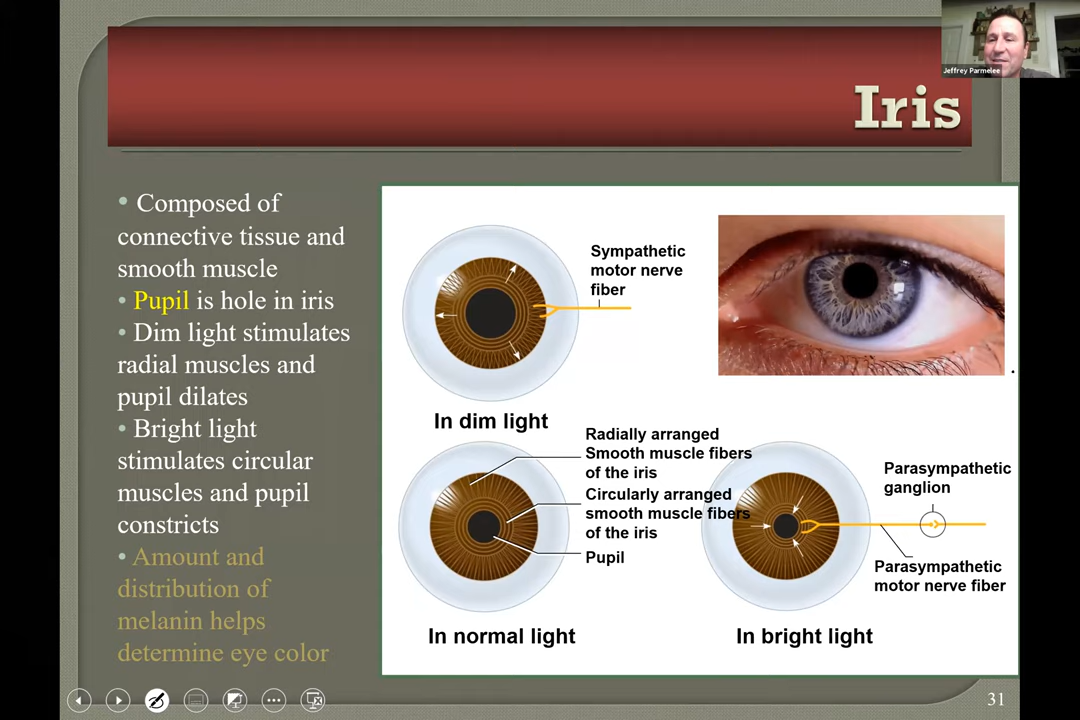 Jeffrey Parmelee
Iris
• Composed of
connective tissue and
smooth muscle
• Pupil is hole in iris
• Dim light stimulates
radial muscles and
pupil dilates
• Bright light
stimulates circular
muscles and pupil
constricts
• Amount and
distribution of
melanin helps
determine eye color
Sympathetic
motor nerve
fiber
In dim light
.
Radially arranged
Smooth muscle fibers
of the iris
Circularly arranged
smooth muscle fibers
of the iris
Pupil
In normal light
Parasympathetic
ganglion
Parasympathetic
motor nerve fiber
In bright light
31